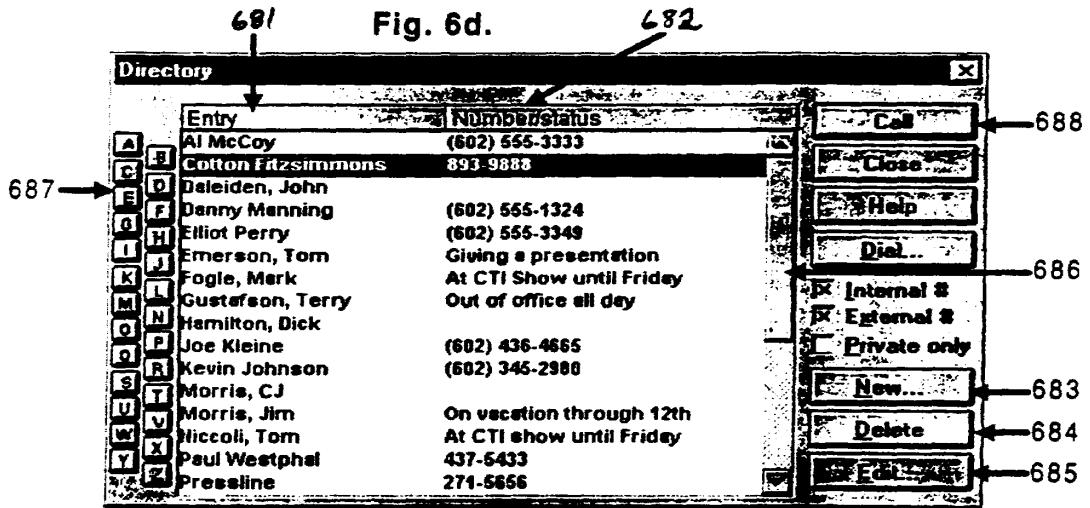 681 Fig. 6d. 682
Directory
Entry Number/status
Al McCoy (602) 555-3333
Cotton Fitzsimmons 893-9888
Daleiden, John
Danny Manning (602) 555-1324
Elliot Perry (602) 555-3349
Emerson, Tom Giving a presentation
Fogle, Mark At CTI Show until Friday
Gustafson, Terry Out of office all day
Hamilton, Dick
Joe Kleine (602) 436-4665
Kevin Johnson (602) 345-2980
Morris, CJ
Morris, Jim On vacation through 12th
Niccoli, Tom At CTI show until Friday
Paul Westphal 437-5433
Pressline 271-5656
A B
C D
E F
G H
I J
K L
M N
O P
Q R
S T
U V
W X
Y Z
687
Call 688
Close
Help
Dial...
686
Internal #
External #
Private only
New... 683
Delete 684
Edit... 685